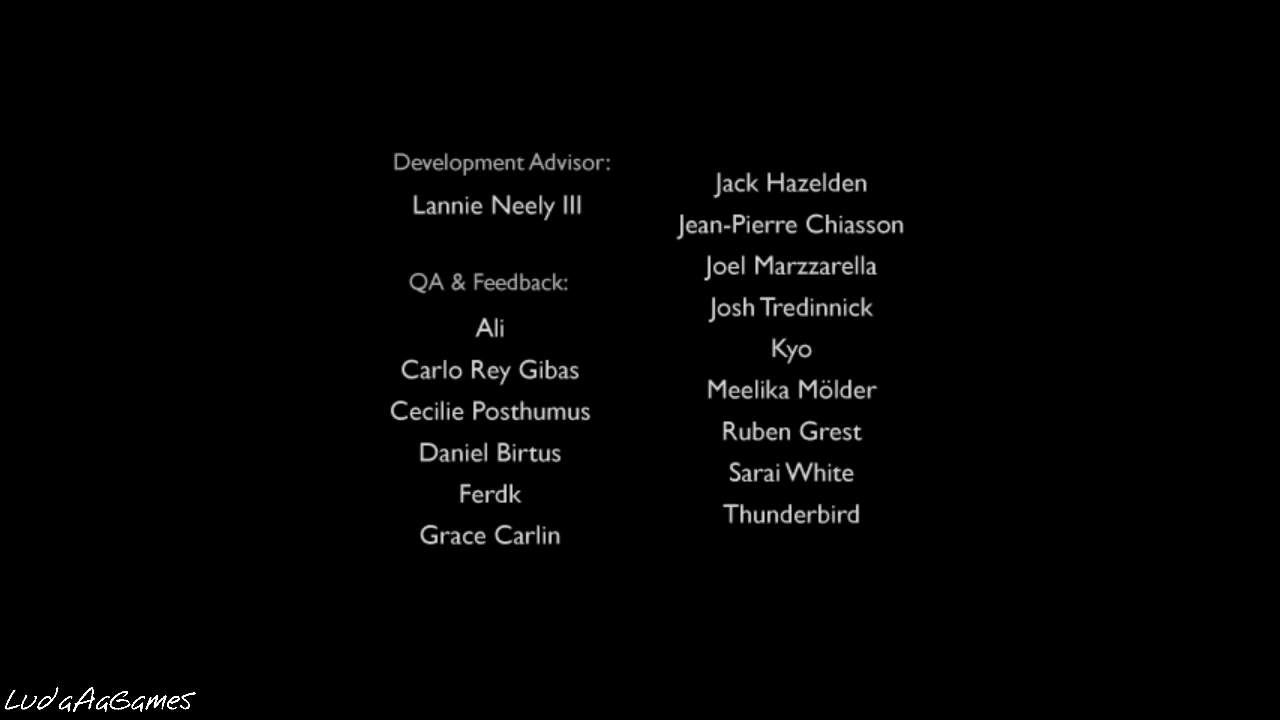 Development Advisor:
Lannie Neely III
QA & Feedback:
Ali
Carlo Rey Gibas
Cecilie Posthumus
Daniel Birtus
Ferdk
Grace Carlin
Jack Hazelden
Jean-Pierre Chiasson
Joel Marzzarella
Josh Tredinnick
Kyo
Meelika Mölder
Ruben Grest
Sarai White
Thunderbird
LudaAaGames